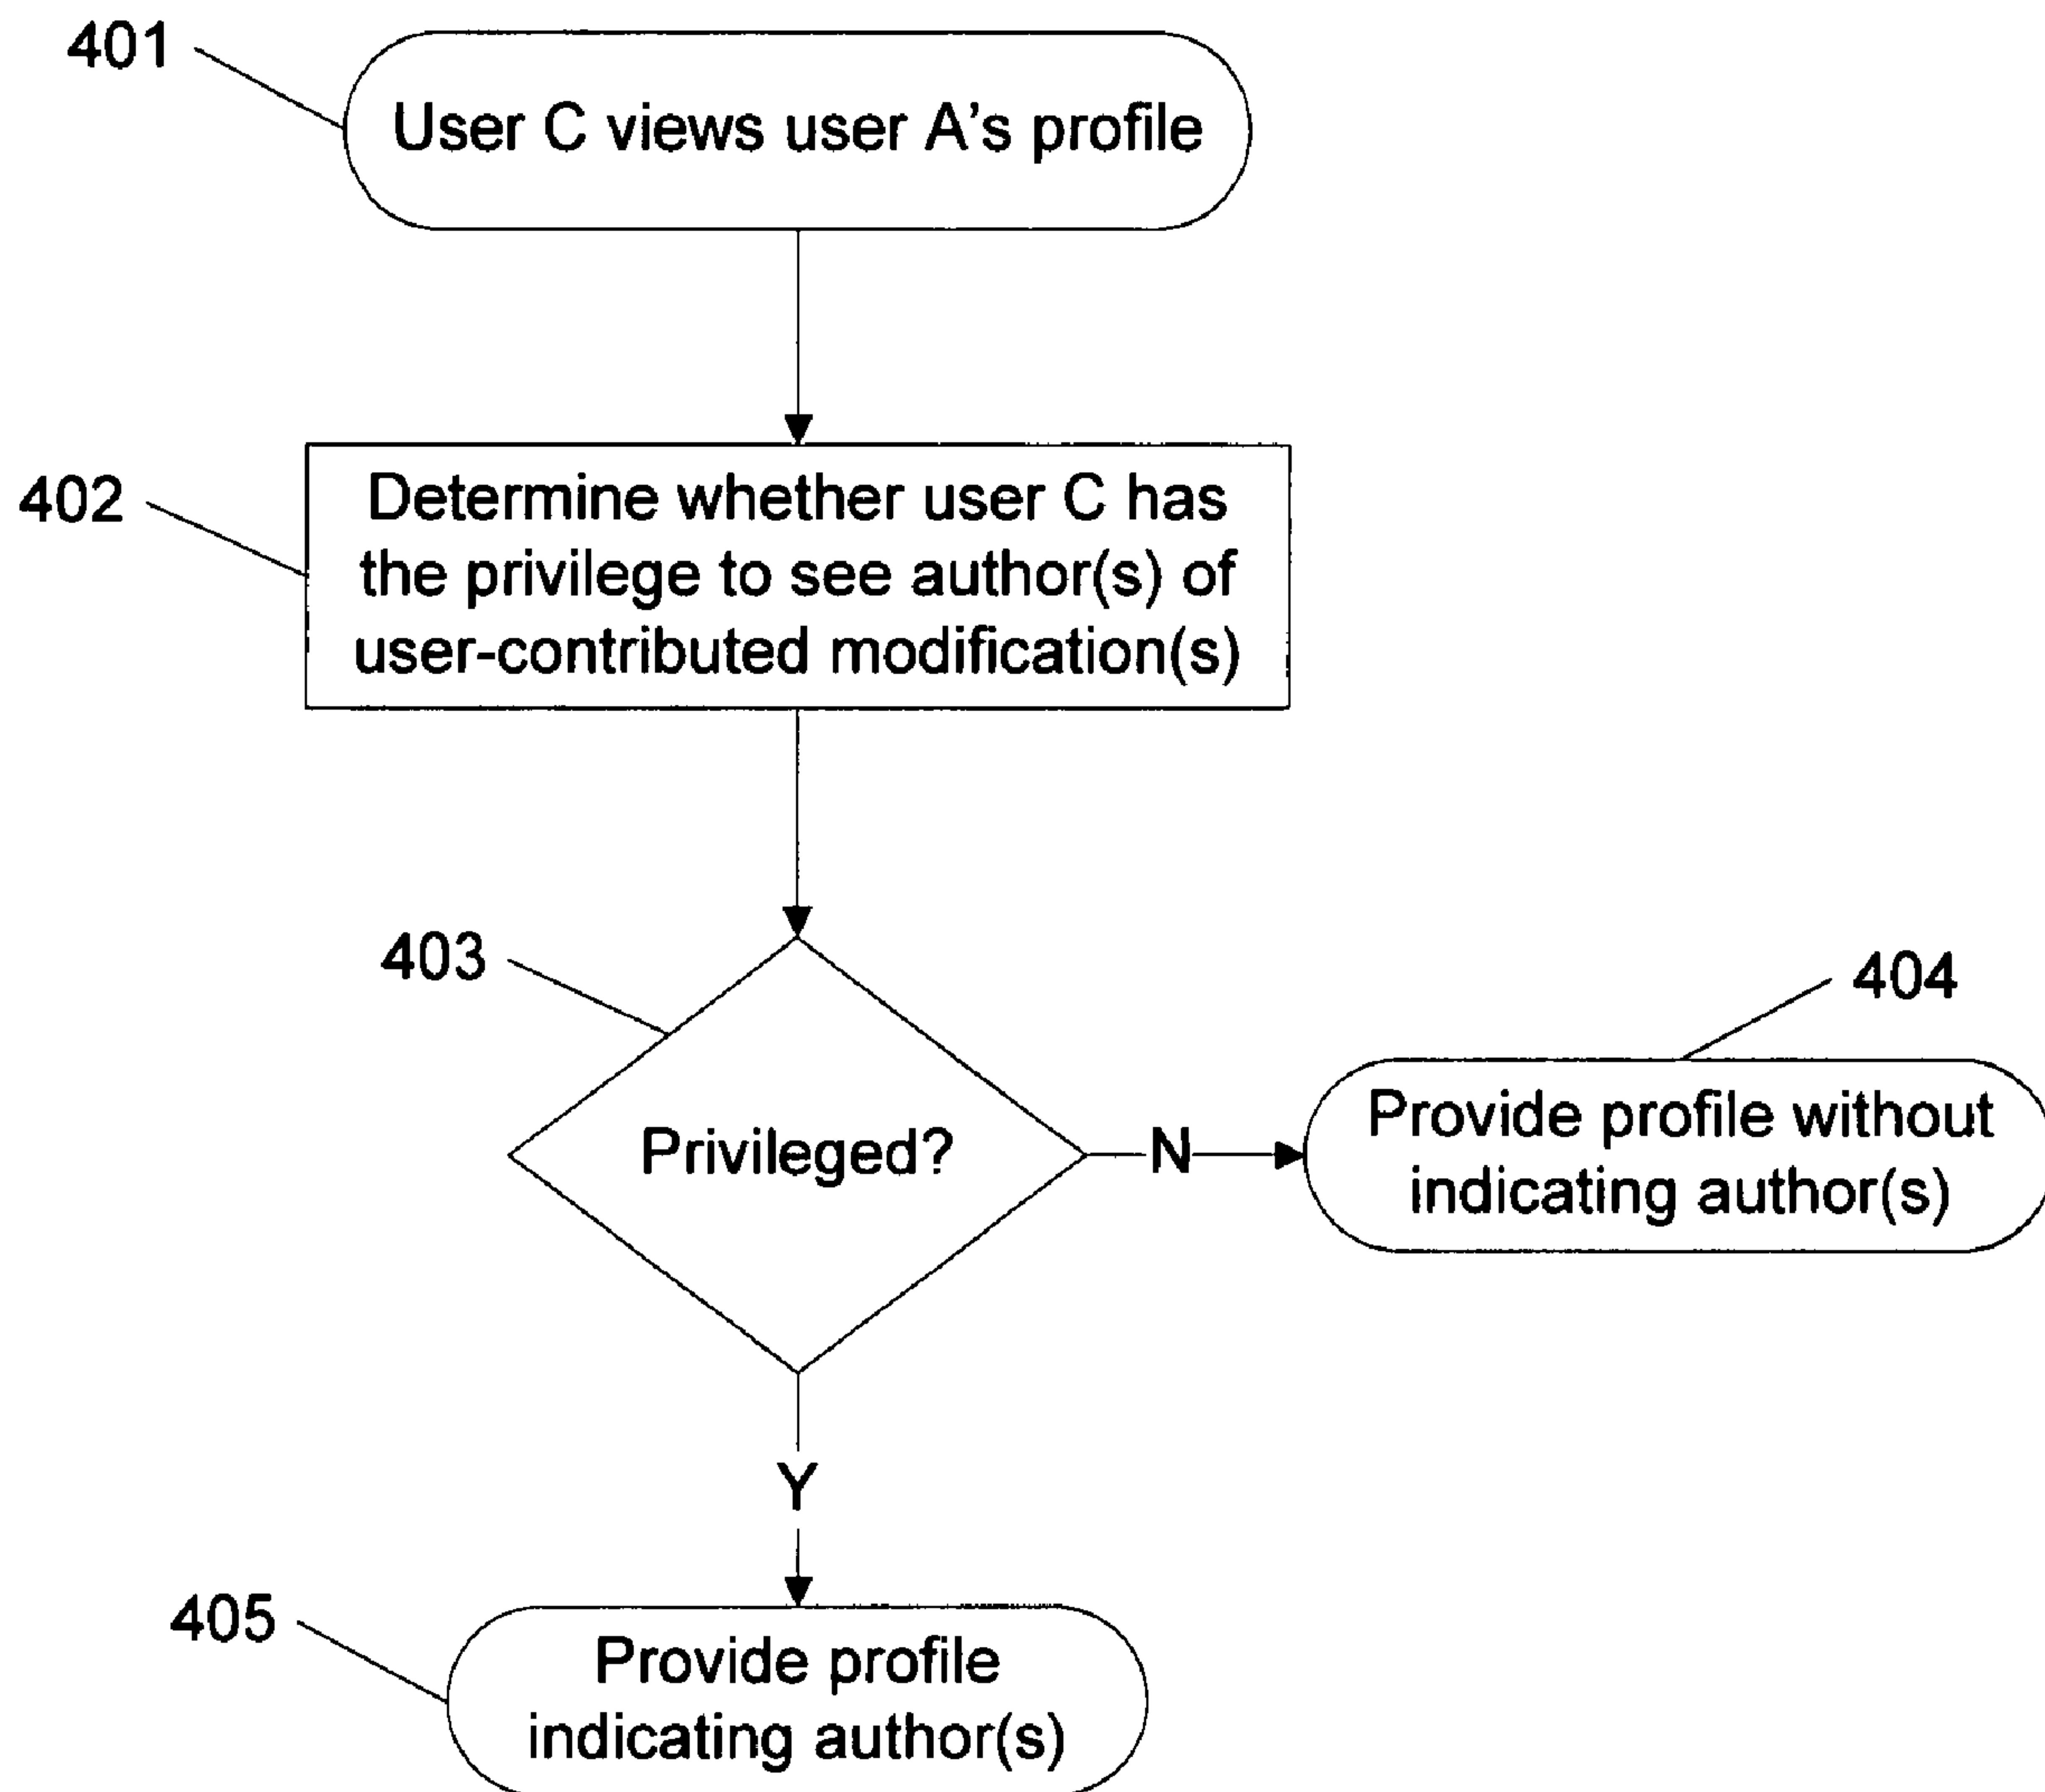 401
User C views user A's profile
402
Determine whether user C has
the privilege to see author(s) of
user-contributed modification(s)
403
Privileged?
N
404
Provide profile without
indicating author(s)
Y
405
Provide profile
indicating author(s)